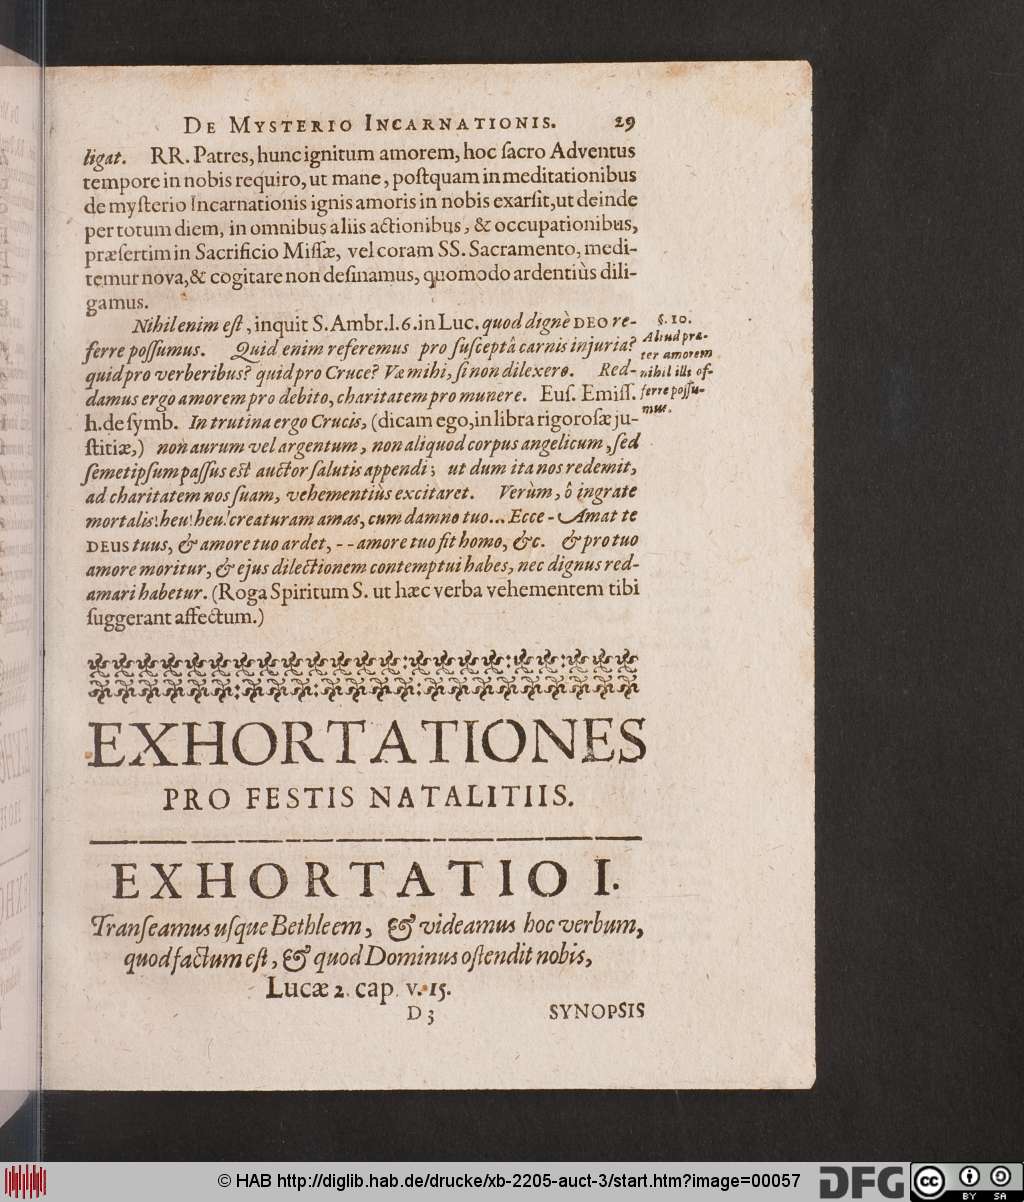 DE MYSTERIO INCARNATIONIS. 29
ligat. RR. Patres, hunc ignitum amorem, hoc ſacro Adventus
tempore in nobis requiro, ut mane, poſtquam in meditationibus
de myſterio Incarnationis ignis amoris in nobis exarſit, ut deinde
per totum diem, in omnibus aliis actionibus, & occupationibus,
præſertim in Sacrificio Miſſæ, vel coram SS. Sacramento, medi-
temur nova, & cogitare non deſinamus, quomodo ardentiùs dili-
gamus.
Nihil enim eſt, inquit S. Ambr. l. 6. in Luc. quod dignè DEO re-
ferre poſſumus. Quid enim referemus pro ſuſceptâ carnis injuria?
quid pro verberibus? quid pro Cruce? Væ mihi, ſi non dilexero. Red-
damus ergo amorem pro debito, charitatem pro munere. Euſ. Emiſſ.
h. de ſymb. In trutina ergo Crucis, (dicam ego, in libra rigoroſæ ju-
ſtitiæ,) non aurum vel argentum, non aliquod corpus angelicum, ſed
ſemetipſum paſſus eſt auctor ſalutis appendi; ut dum ita nos redemit,
ad charitatem nos ſuam, vehementiùs excitaret. Verùm, ô ingrate
mortalis! heu! heu! creaturam amas, cum damno tuo... Ecce - Amat te
DEUS tuus, & amore tuo ardet, - - amore tuo fit homo, &c. & pro tuo
amore moritur, & ejus dilectionem contemptui habes, nec dignus red-
amari habetur. (Roga Spiritum S. ut hæc verba vehementem tibi
ſuggerant affectum.)
§. 10.
Aliud præ-
ter amorem
nihil illi of-
ferre poſſu-
mus.
EXHORTATIONES
PRO FESTIS NATALITIIS.
EXHORTATIO I.
Tranſeamus uſque Bethleem, & videamus hoc verbum,
quod factum eſt, & quod Dominus oſtendit nobis,
Lucæ 2. cap. v. 15.
D 3 SYNOPSIS
© HAB http://diglib.hab.de/drucke/xb-2205-auct-3/start.htm?image=00057
DFG
cc
BY SA